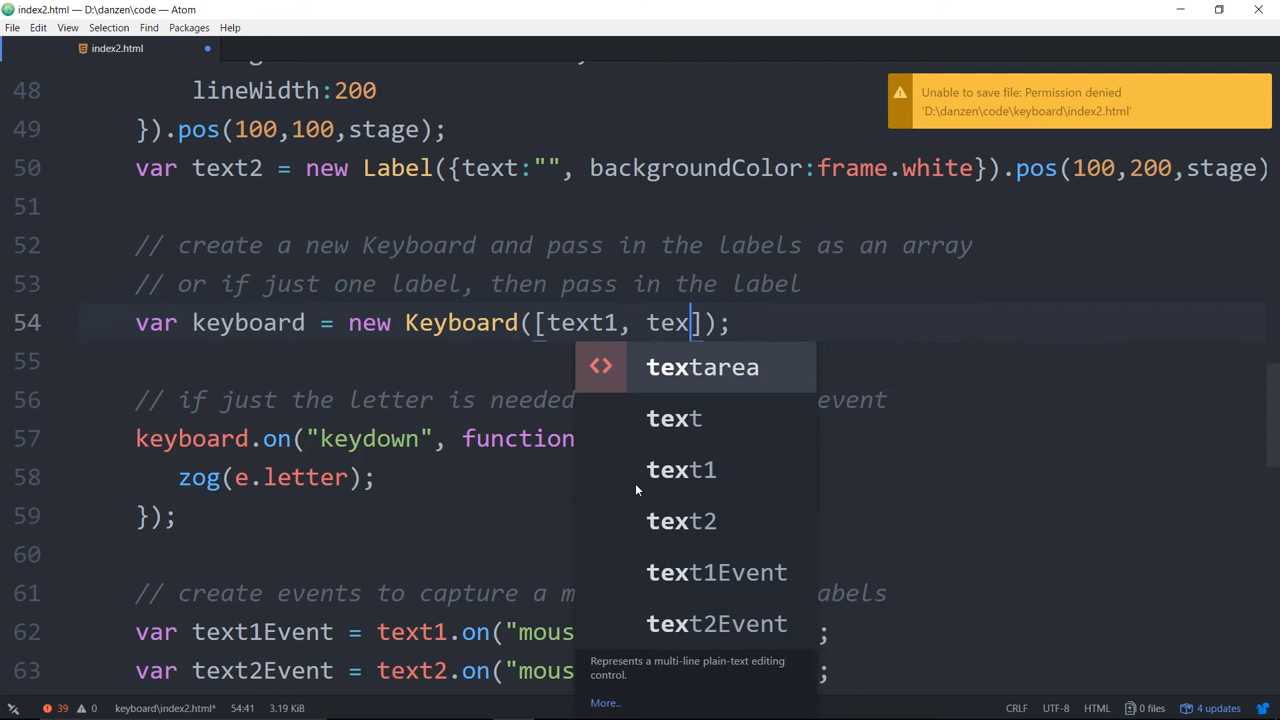 index2.html — D:\danzen\code — Atom
File Edit View Selection Find Packages Help
index2.html
Unable to save file: Permission denied
'D:\danzen\code\keyboard\index2.html'
48 lineWidth:200
49 }).pos(100,100,stage);
50 var text2 = new Label({text:"", backgroundColor:frame.white}).pos(100,200,stage)
51
52 // create a new Keyboard and pass in the labels as an array
53 // or if just one label, then pass in the label
54 var keyboard = new Keyboard([text1, tex]);
55
textarea
56 // if just the letter is needed event
text
57 keyboard.on("keydown", function
58 zog(e.letter);
text1
59 });
text2
60
text1Event
61 // create events to capture a m labels
62 var text1Event = text1.on("mous ;
text2Event
63 var text2Event = text2.on("mous ;
Represents a multi-line plain-text editing
control.
More..
39 0 keyboard\index2.html* 54:41 3.19 KiB CRLF UTF-8 HTML 0 files 4 updates